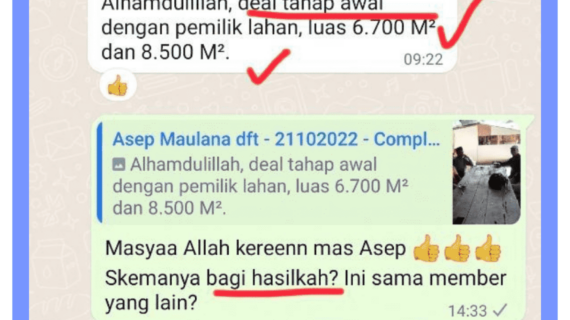 Alhamdulillah, deal tahap awal
dengan pemilik lahan, luas 6.700 M²
dan 8.500 M².
09:22
👍
Asep Maulana dft - 21102022 - Compl...
Alhamdulillah, deal tahap awal
dengan pemilik lahan, luas 6.700 M²
dan 8.500 M².
Masyaa Allah kereenn mas Asep 👍👍👍
Skemanya bagi hasilkah? Ini sama member
yang lain?
14:33